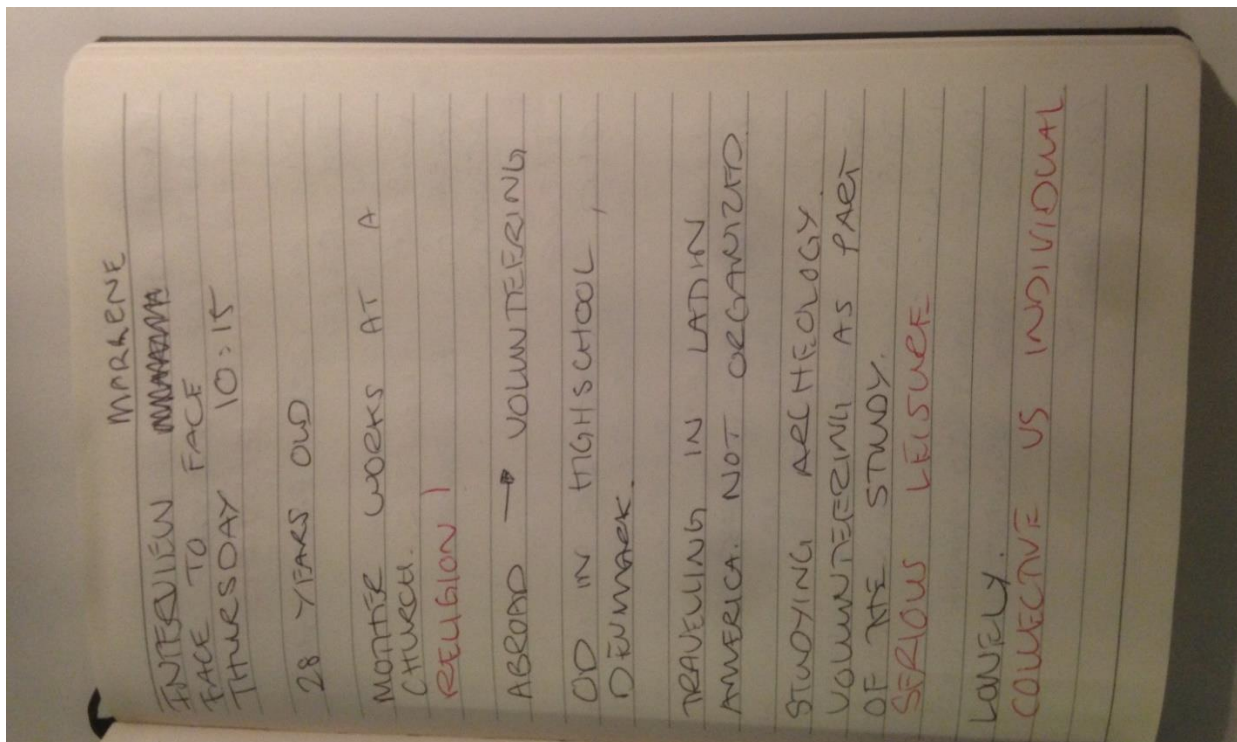 MARLENE
INTERVIEW
FACE TO FACE
THURSDAY 10:15
28 YEARS OLD
MOTHER WORKS AT A
CHURCH.
RELIGION )
ABROAD → VOLUNTEERING
OD IN HIGHSCHOOL,
DENMARK.
TRAVELING IN LATIN
AMERICA. NOT ORGANIZED.
STUDYING ARCHEOLOGY.
VOLUNTEERING AS PART
OF THE STUDY.
SERIOUS LEISURE
LONELY.
COLLECTIVE VS INDIVIDUAL